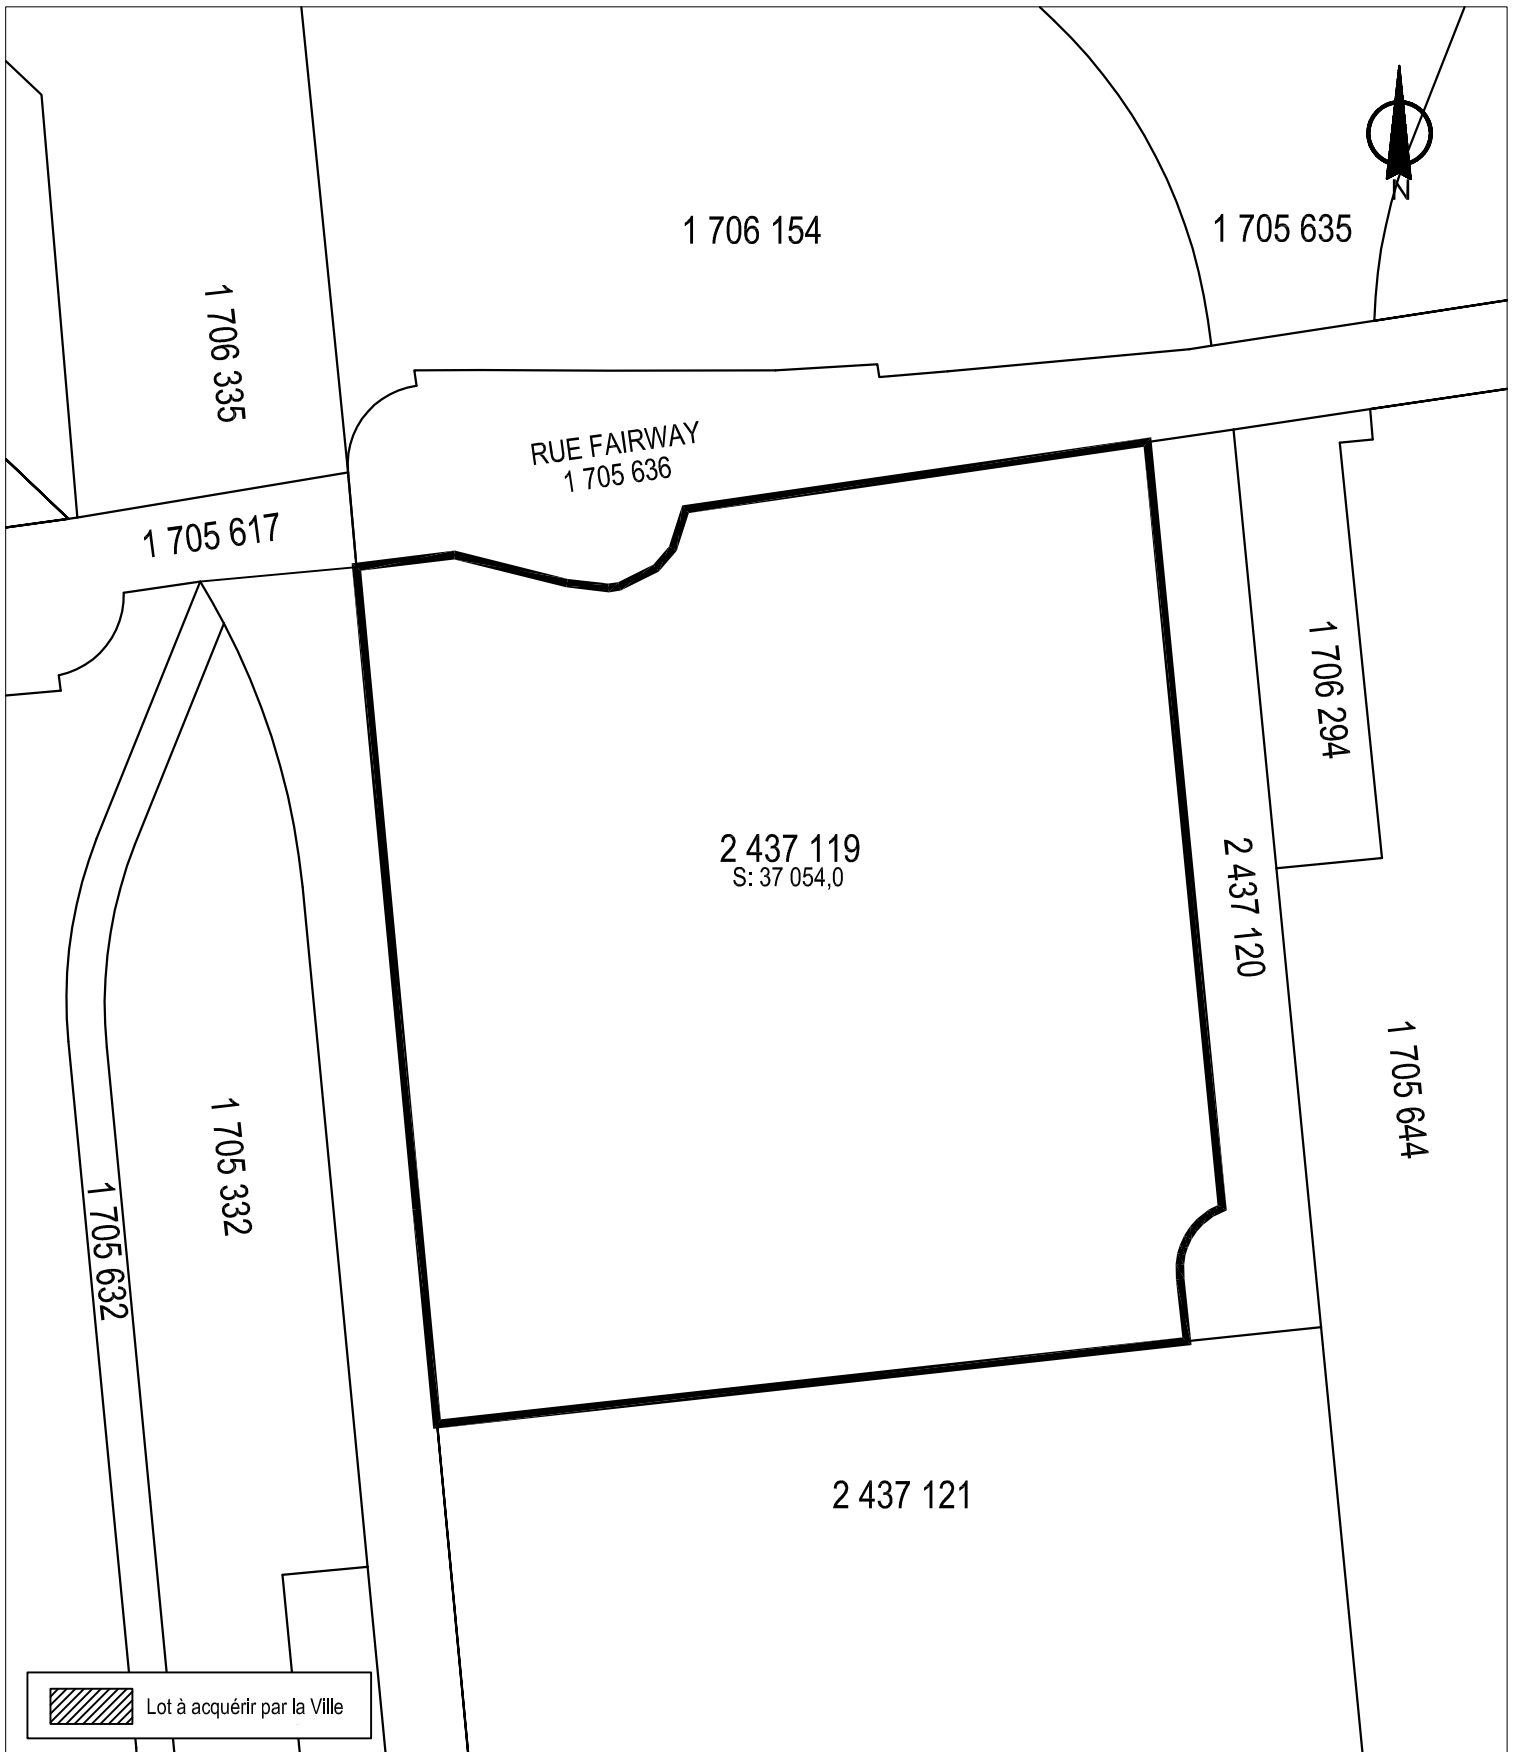 N
1 706 154
1 705 635
1 706 335
RUE FAIRWAY
1 705 636
1 705 617
1 706 294
2 437 119
S: 37 054,0
2 437 120
1 705 644
1 705 332
1 705 632
2 437 121
Lot à acquérir par la Ville